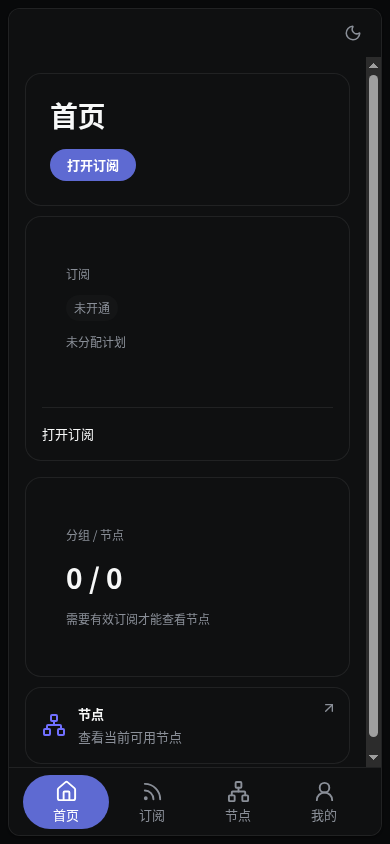 首页
打开订阅
订阅
未开通
未分配计划
打开订阅
分组 / 节点
0 / 0
需要有效订阅才能查看节点
节点
查看当前可用节点
首页
订阅
节点
我的